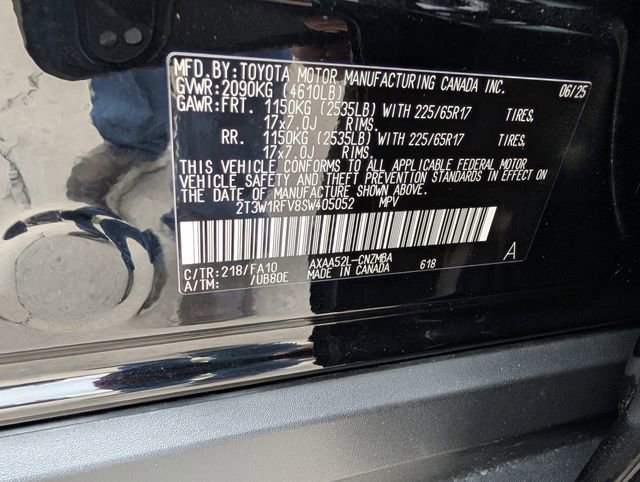 MFD.BY:TOYOTA MOTOR MANUFACTURING CANADA INC. 06/25
GVWR:2090KG (4610LB)
GAWR:FRT. 1150KG (2535LB) WITH 225/65R17 TIRES,
17x7.0J RIMS.
RR. 1150KG (2535LB) WITH 225/65R17 TIRES,
17x7.0J RIMS.
THIS VEHICLE CONFORMS TO ALL APPLICABLE FEDERAL MOTOR
VEHICLE SAFETY AND THEFT PREVENTION STANDARDS IN EFFECT ON
THE DATE OF MANUFACTURE SHOWN ABOVE.
2T3W1RFV8SW405052 MPV
A
C/TR:218/FA10 AXAA52L-CNZMBA 618
A/TM: /UB80E MADE IN CANADA